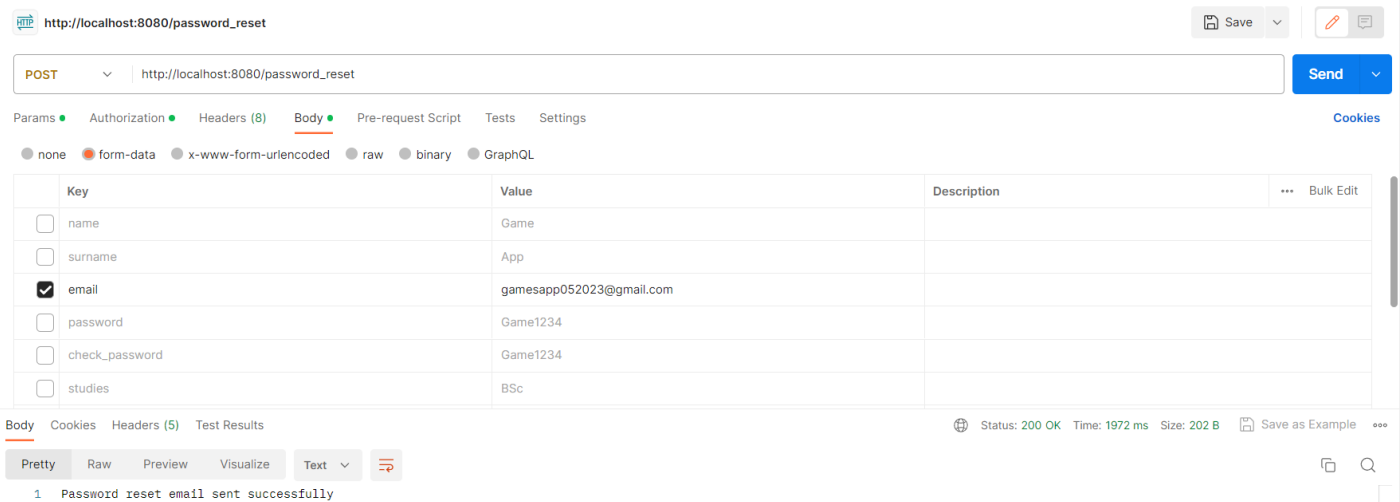 HTTP http://localhost:8080/password_reset Save
POST http://localhost:8080/password_reset Send
Params Authorization Headers (8) Body Pre-request Script Tests Settings Cookies
none form-data x-www-form-urlencoded raw binary GraphQL
Key Value Description Bulk Edit
name Game
surname App
email gamesapp052023@gmail.com
password Game1234
check_password Game1234
studies BSc
Body Cookies Headers (5) Test Results Status: 200 OK Time: 1972 ms Size: 202 B Save as Example
Pretty Raw Preview Visualize Text
1 Password reset email sent successfully